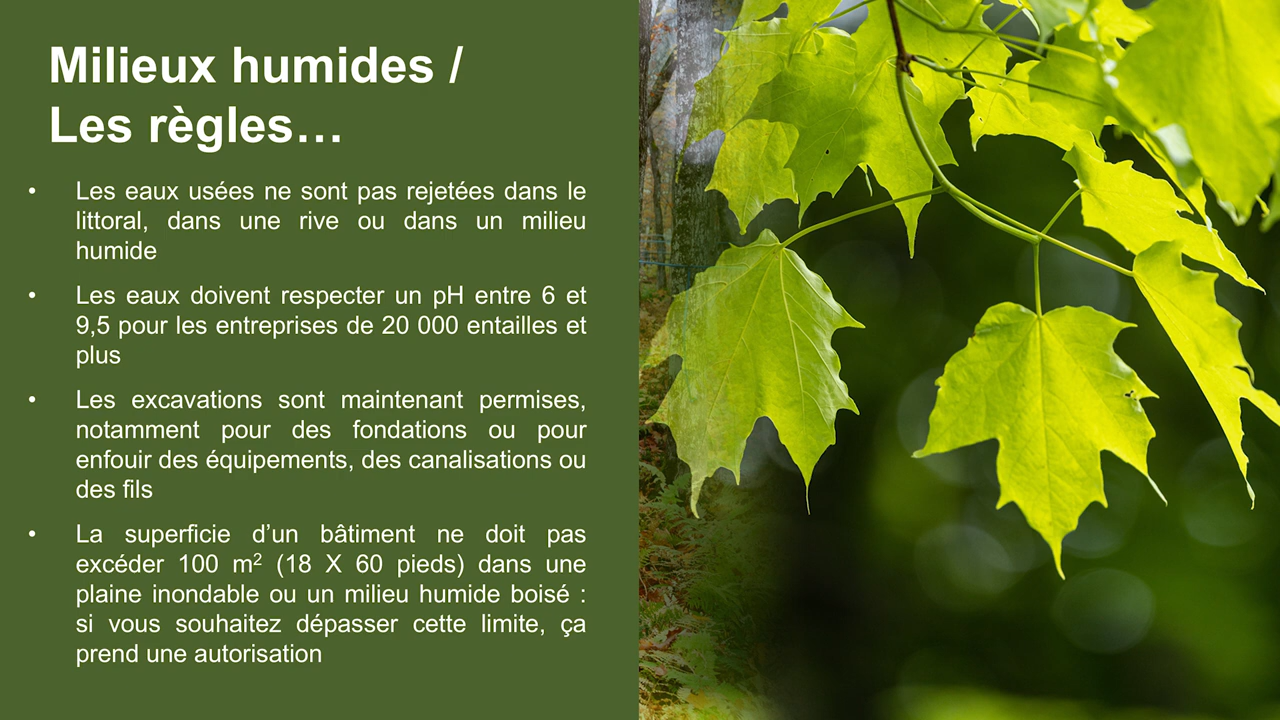 Milieux humides /
Les règles…
• Les eaux usées ne sont pas rejetées dans le
littoral, dans une rive ou dans un milieu
humide
• Les eaux doivent respecter un pH entre 6 et
9,5 pour les entreprises de 20 000 entailles et
plus
• Les excavations sont maintenant permises,
notamment pour des fondations ou pour
enfouir des équipements, des canalisations ou
des fils
• La superficie d’un bâtiment ne doit pas
excéder 100 m² (18 X 60 pieds) dans une
plaine inondable ou un milieu humide boisé :
si vous souhaitez dépasser cette limite, ça
prend une autorisation